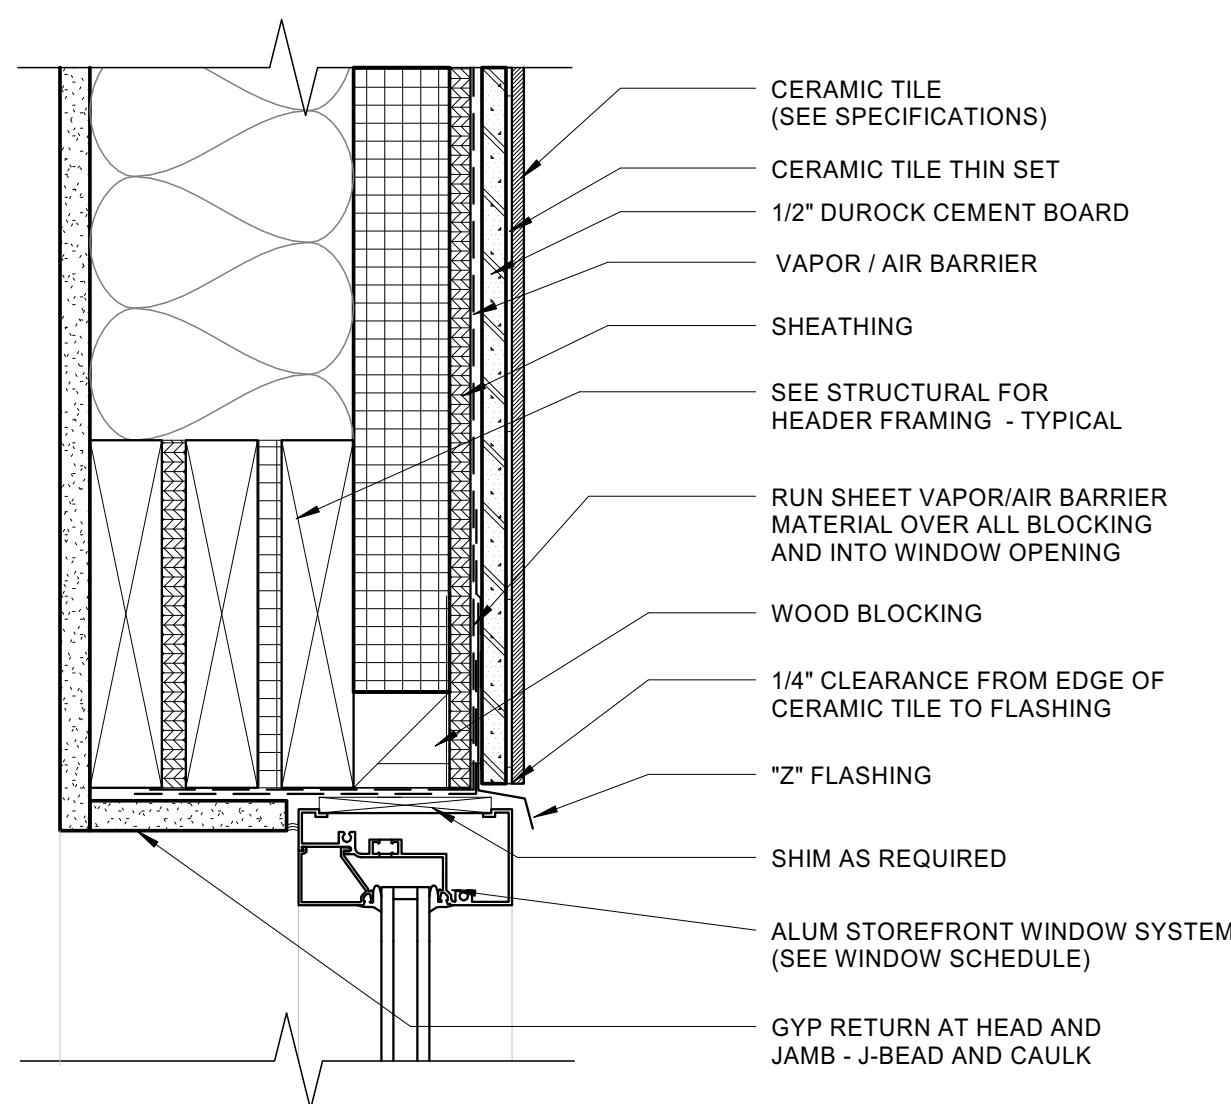 CERAMIC TILE
(SEE SPECIFICATIONS)
CERAMIC TILE THIN SET
1/2" DUROCK CEMENT BOARD
VAPOR / AIR BARRIER
SHEATHING
SEE STRUCTURAL FOR
HEADER FRAMING - TYPICAL
RUN SHEET VAPOR/AIR BARRIER
MATERIAL OVER ALL BLOCKING
AND INTO WINDOW OPENING
WOOD BLOCKING
1/4" CLEARANCE FROM EDGE OF
CERAMIC TILE TO FLASHING
"Z" FLASHING
SHIM AS REQUIRED
ALUM STOREFRONT WINDOW SYSTEM
(SEE WINDOW SCHEDULE)
GYP RETURN AT HEAD AND
JAMB - J-BEAD AND CAULK